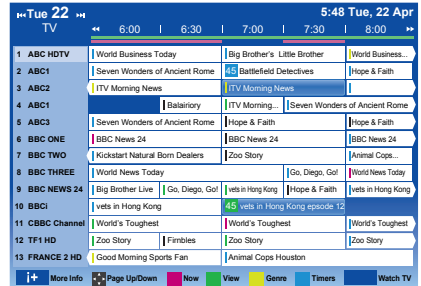 Tue 22
5:48 Tue, 22 Apr
TV 6:00 6:30 7:00 7:30 8:00
1 ABC HDTV World Business Today Big Brother's Little Brother World Business...
2 ABC1 Seven Wonders of Ancient Rome 45 Battlefield Detectives Hope & Faith
3 ABC2 ITV Morning News ITV Morning News
4 ABC1 Balairiory ITV Morning... Seven Wonders of Ancient Rome
5 ABC3 Seven Wonders of Ancient Rome Hope & Faith Hope & Faith
6 BBC ONE BBC News 24 BBC News 24 BBC News 24
7 BBC TWO Kickstart Natural Born Dealers Zoo Story Animal Cops...
8 BBC THREE World News Today Go, Diego, Go! World News Today
9 BBC NEWS 24 Big Brother Live Go, Diego, Go! vets in Hong Kong Hope & Faith vets in Hong Kong
10 BBCi vets in Hong Kong 45 vets in Hong Kong epsode 12
11 CBBC Channel World's Toughest World's Toughest World's Toughest
12 TF1 HD Zoo Story Fimbles Zoo Story Zoo Story
13 FRANCE 2 HD Good Morning Sports Fan Animal Cops Houston
i+ More Info Page Up/Down Now View Genre Timers Watch TV